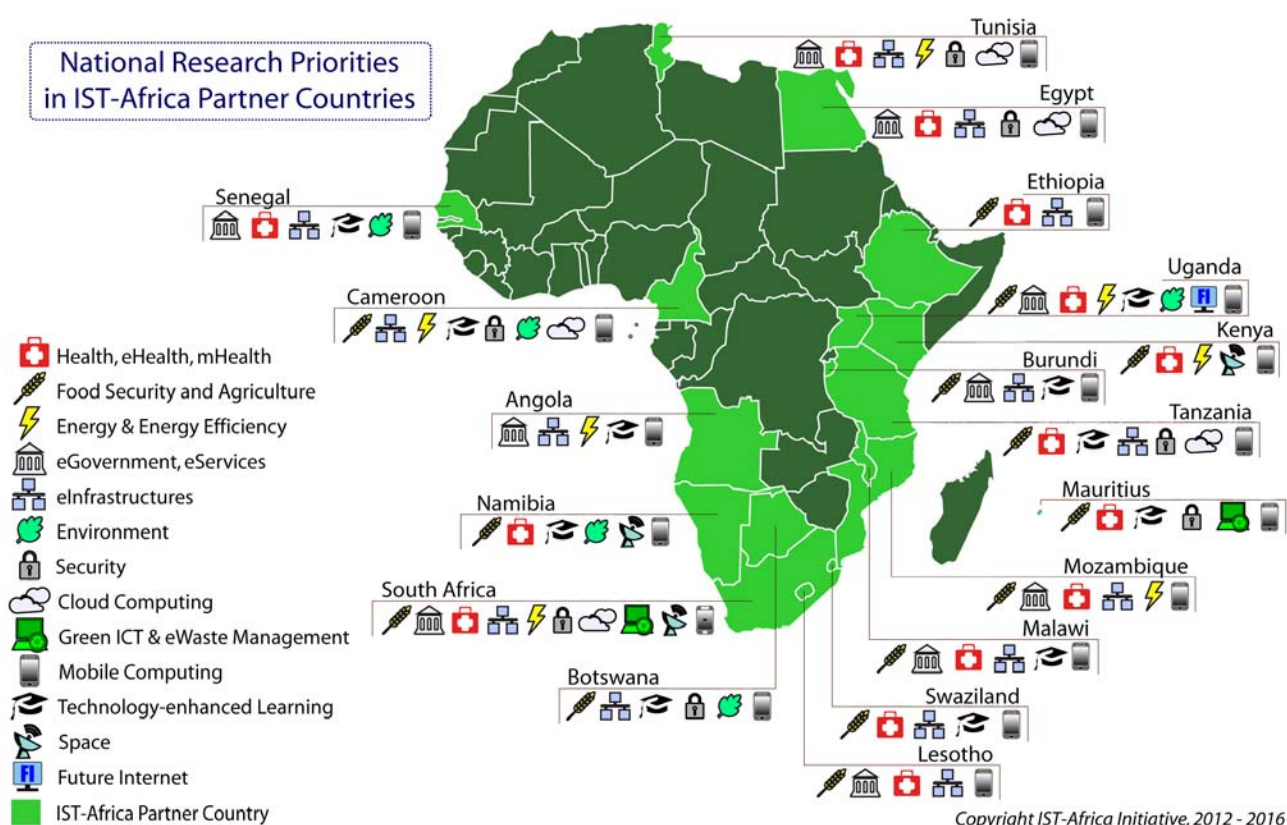 National Research Priorities
in IST-Africa Partner Countries
Tunisia
Egypt
Ethiopia
Senegal
Uganda
Cameroon
Kenya
Burundi
Angola
Tanzania
Namibia
Mauritius
South Africa
Mozambique
Malawi
Botswana
Swaziland
Lesotho
Health, eHealth, mHealth
Food Security and Agriculture
Energy & Energy Efficiency
eGovernment, eServices
eInfrastructures
Environment
Security
Cloud Computing
Green ICT & eWaste Management
Mobile Computing
Technology-enhanced Learning
Space
FI Future Internet
IST-Africa Partner Country
FI
Copyright IST-Africa Initiative, 2012 - 2016